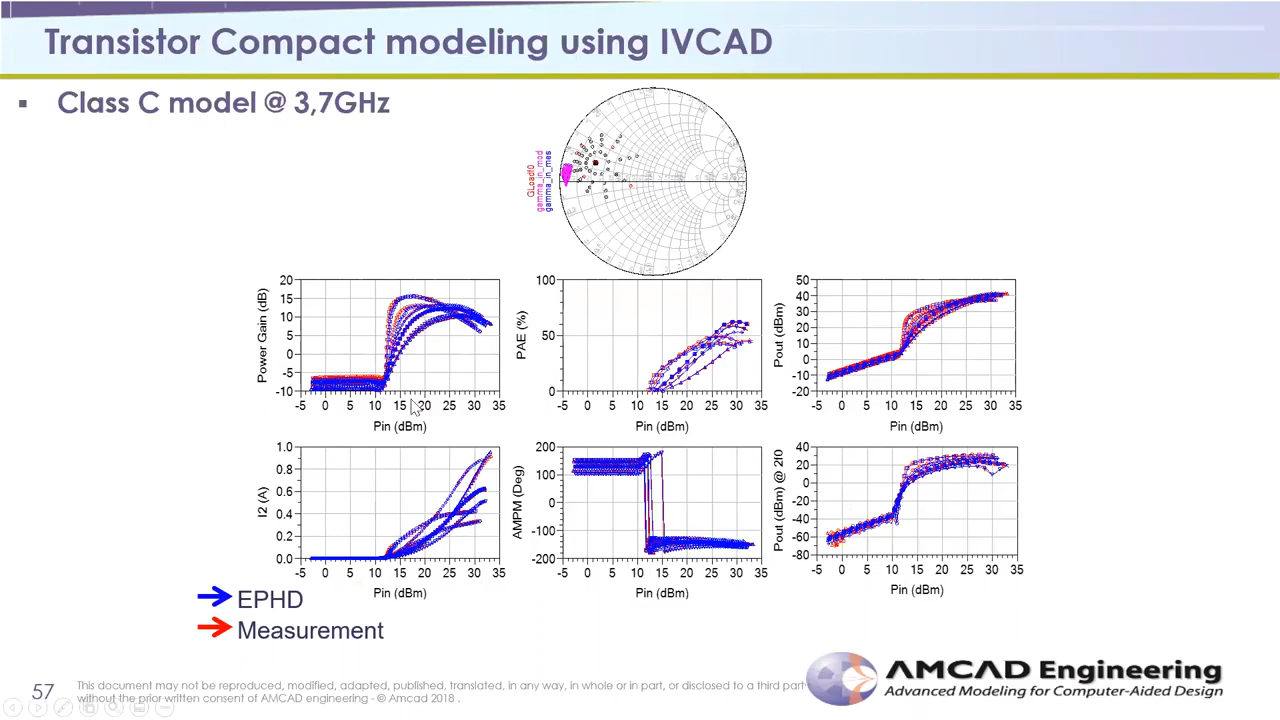 Transistor Compact modeling using IVCAD
▪ Class C model @ 3,7GHz
GLoadf0
gamma_in_mod
gamma_in_mes
Power Gain (dB)
20
15
10
5
0
-5
-10
-5 0 5 10 15 20 25 30 35
Pin (dBm)
PAE (%)
100
50
0
-5 0 5 10 15 20 25 30 35
Pin (dBm)
Pout (dBm)
50
40
30
20
10
0
-10
-20
-5 0 5 10 15 20 25 30 35
Pin (dBm)
I2 (A)
1.0
0.8
0.6
0.4
0.2
0.0
-5 0 5 10 15 20 25 30 35
Pin (dBm)
AMPM (Deg)
200
100
0
-100
-200
-5 0 5 10 15 20 25 30 35
Pin (dBm)
Pout (dBm) @ 2f0
40
20
0
-20
-40
-60
-80
-5 0 5 10 15 20 25 30 35
Pin (dBm)
EPHD
Measurement
57
This document may not be reproduced, modified, adapted, published, translated, in any way, in whole or in part, or disclosed to a third part
without the prior written consent of AMCAD engineering - © Amcad 2018 .
AMCAD Engineering
Advanced Modeling for Computer-Aided Design